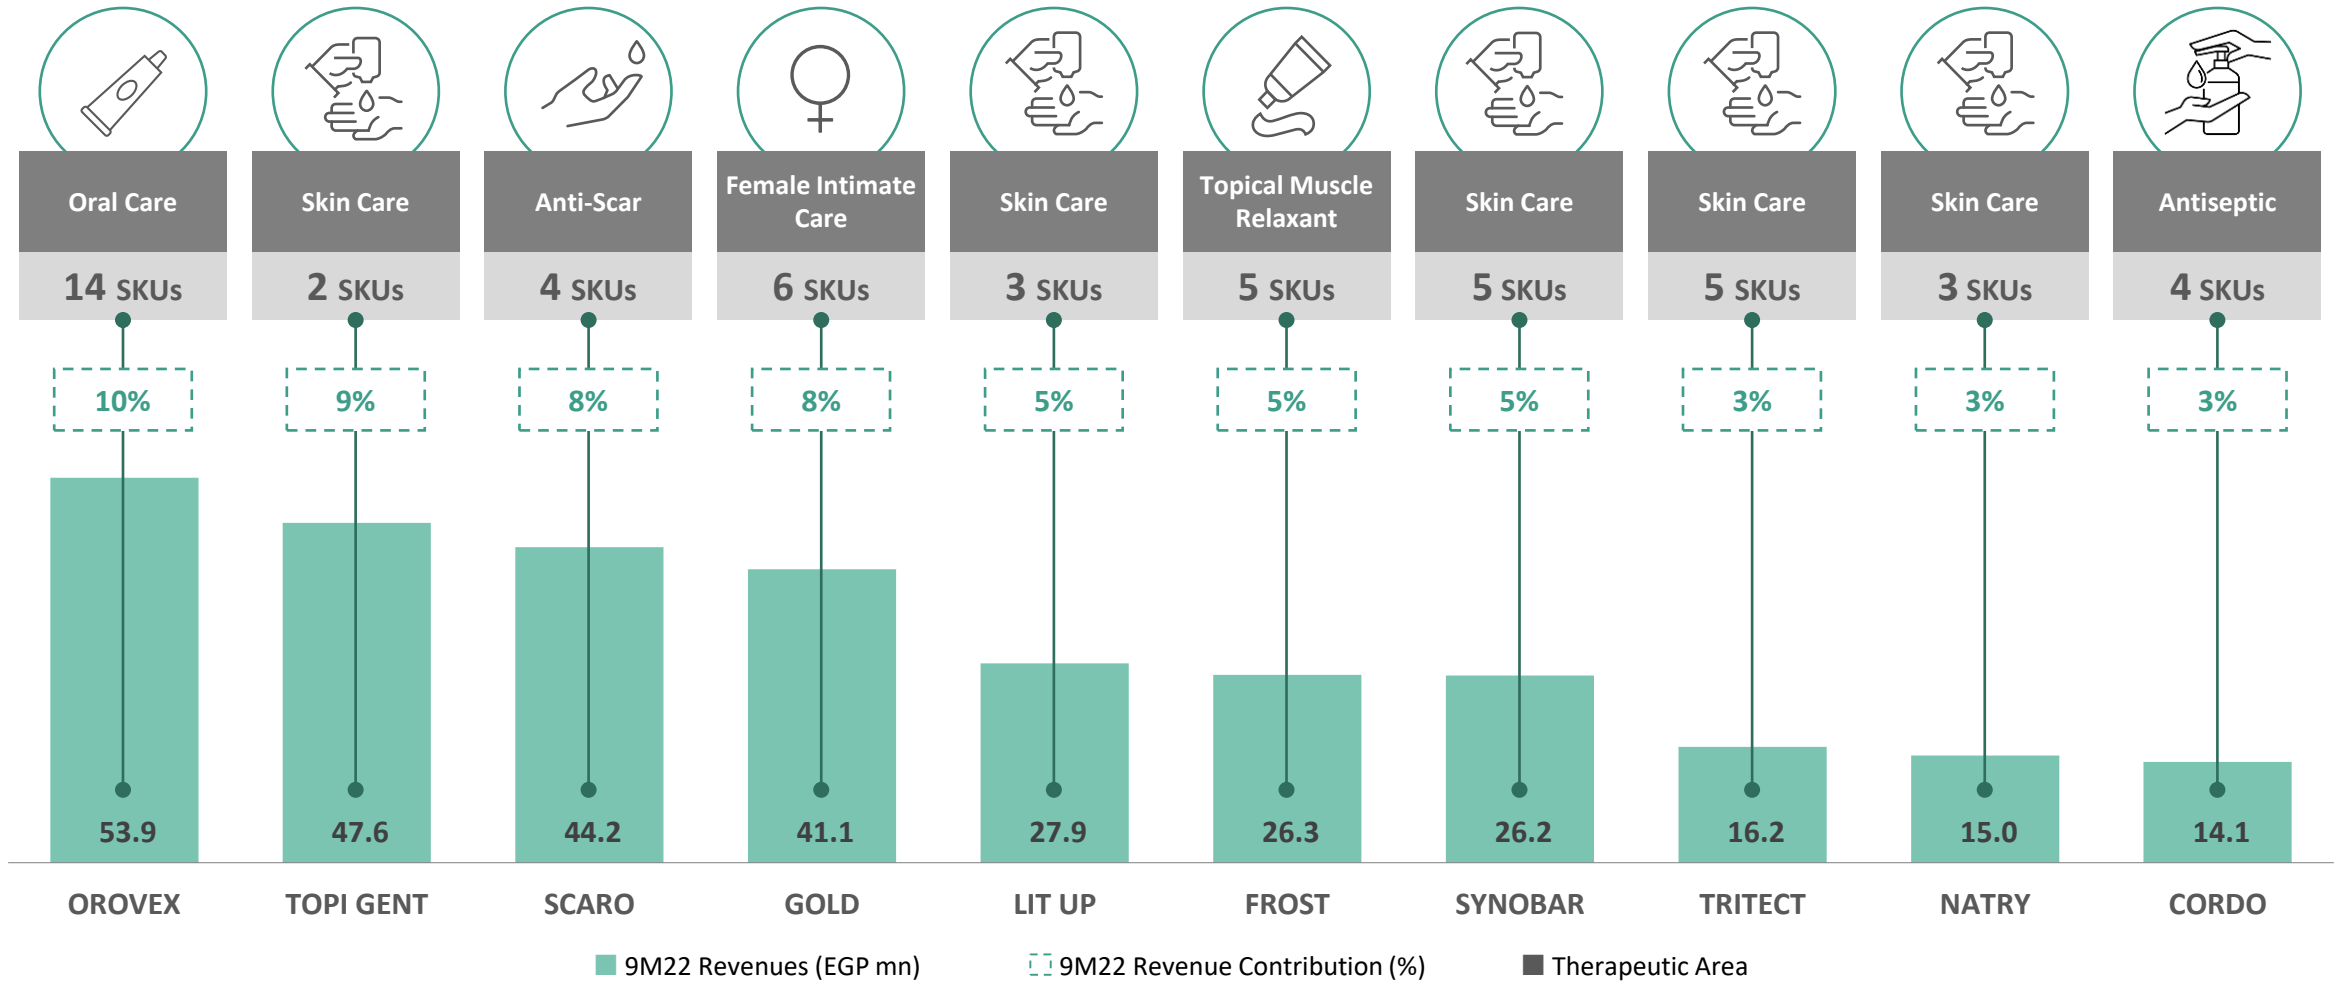 Oral Care
Skin Care
Anti-Scar
Female Intimate
Care
Skin Care
Topical Muscle
Relaxant
Skin Care
Skin Care
Skin Care
Antiseptic
14 SKUs
2 SKUs
4 SKUs
6 SKUs
3 SKUs
5 SKUs
5 SKUs
5 SKUs
3 SKUs
4 SKUs
10%
9%
8%
8%
5%
5%
5%
3%
3%
3%
53.9
47.6
44.2
41.1
27.9
26.3
26.2
16.2
15.0
14.1
OROVEX
TOPI GENT
SCARO
GOLD
LIT UP
FROST
SYNOBAR
TRITECT
NATRY
CORDO
9M22 Revenues (EGP mn)
9M22 Revenue Contribution (%)
Therapeutic Area